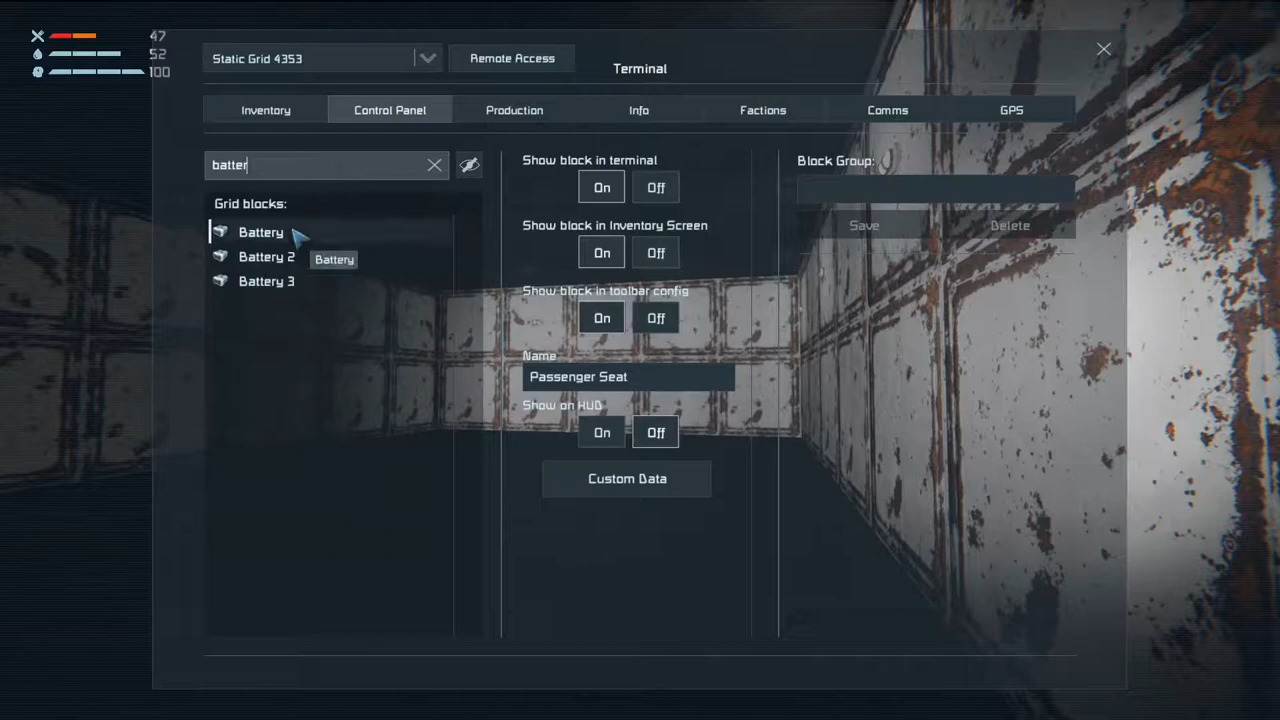 47
52
100
Static Grid 4353
Remote Access
Terminal
Inventory
Control Panel
Production
Info
Factions
Comms
GPS
batter
Grid blocks:
Battery
Battery 2
Battery 3
Battery
Show block in terminal
On
Off
Show block in Inventory Screen
On
Off
Show block in toolbar config
On
Off
Name
Passenger Seat
Show on HUD
On
Off
Custom Data
Block Group:
Save
Delete